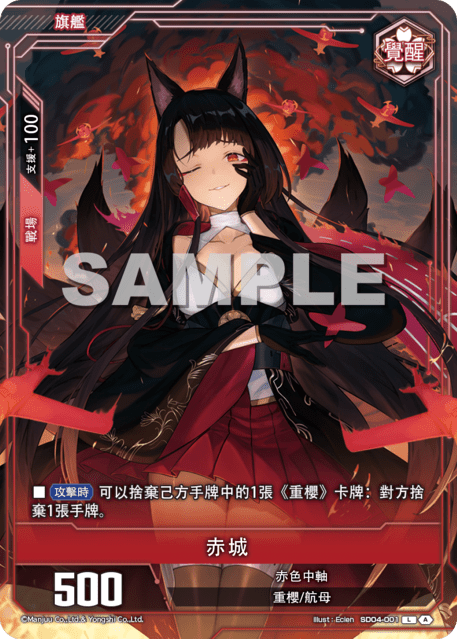 旗艦
覺醒
支援+100
戰場
SAMPLE
■ 攻擊時 可以捨棄己方手牌中的1張《重櫻》卡牌：對方捨
棄1張手牌。
赤城
500
赤色中軸
重櫻/航母
©Manjuu Co.,Ltd.& Yongshi Co.,Ltd.
Illust : Ecien SD04-001 L A